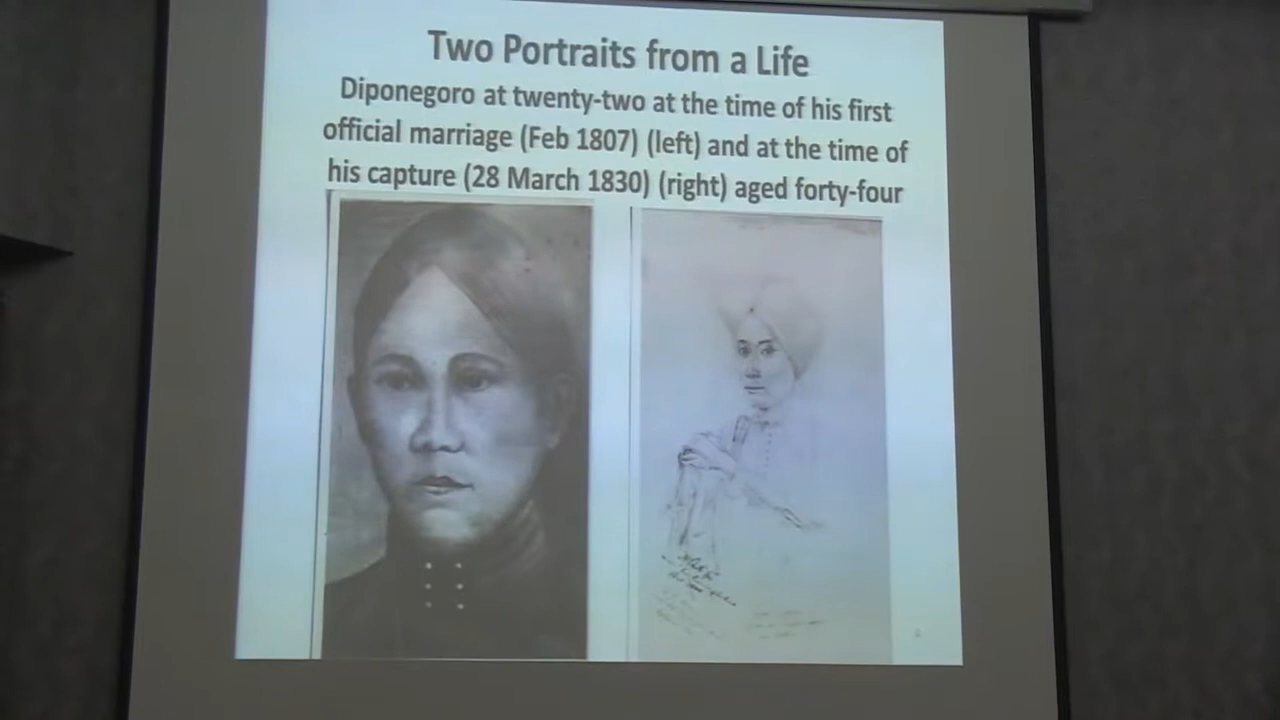 Two Portraits from a Life
Diponegoro at twenty-two at the time of his first
official marriage (Feb 1807) (left) and at the time of
his capture (28 March 1830) (right) aged forty-four